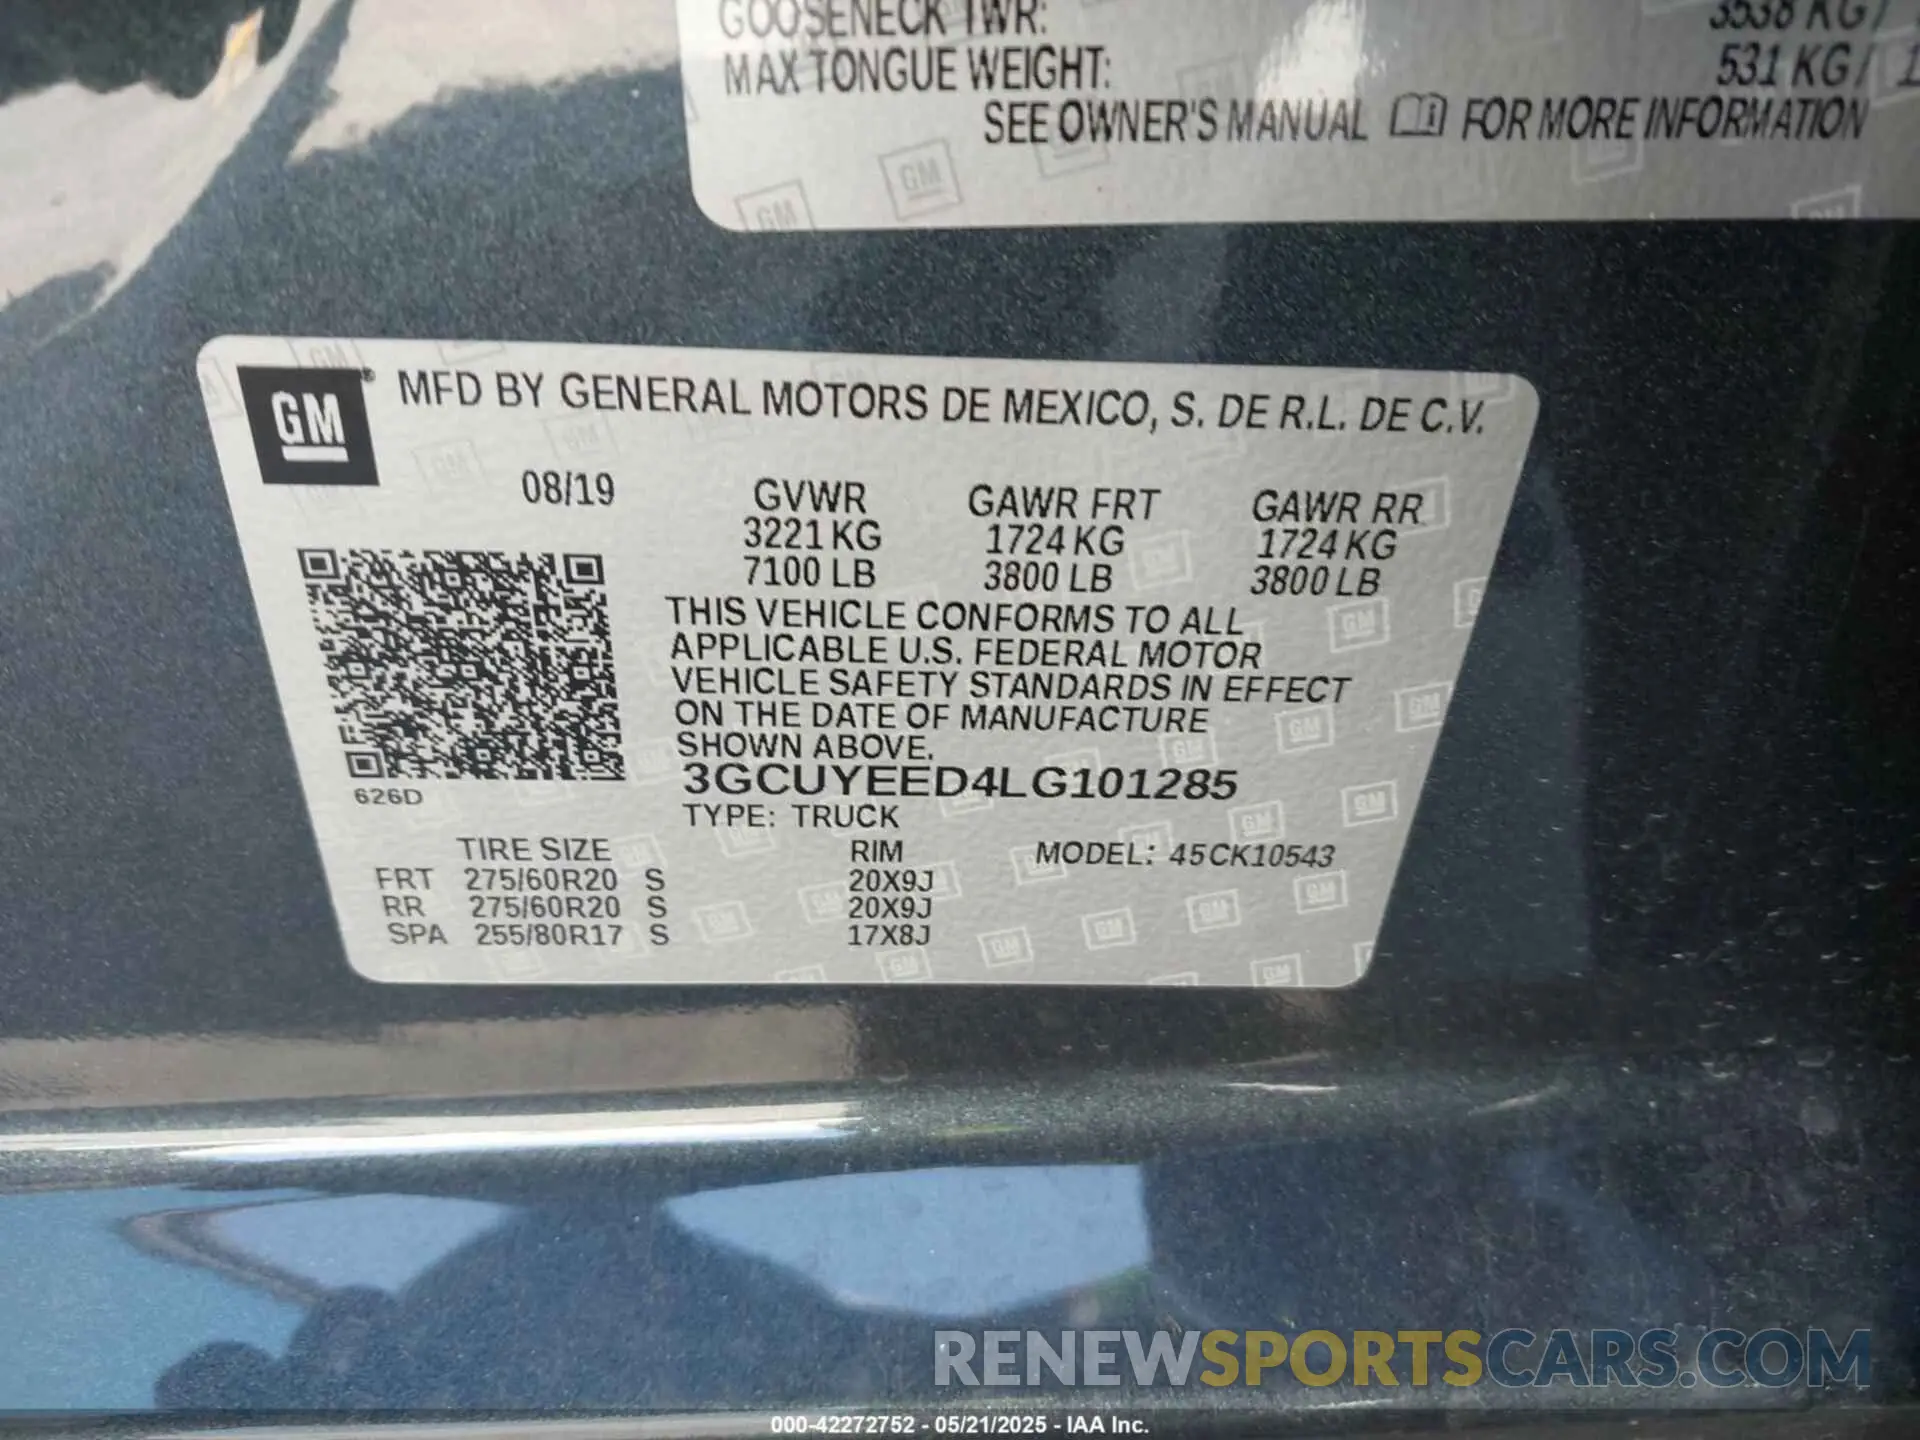 GOOSENECK TWR: 3538 KG/
MAX TONGUE WEIGHT: 531 KG/ 1
SEE OWNER'S MANUAL FOR MORE INFORMATION
GM® MFD BY GENERAL MOTORS DE MEXICO, S. DE R.L. DE C.V.
08/19 GVWR GAWR FRT GAWR RR
3221 KG 1724 KG 1724 KG
7100 LB 3800 LB 3800 LB
THIS VEHICLE CONFORMS TO ALL
APPLICABLE U.S. FEDERAL MOTOR
VEHICLE SAFETY STANDARDS IN EFFECT
ON THE DATE OF MANUFACTURE
SHOWN ABOVE.
3GCUYEED4LG101285
626D
TYPE: TRUCK
TIRE SIZE RIM MODEL: 45CK10543
FRT 275/60R20 S 20X9J
RR 275/60R20 S 20X9J
SPA 255/80R17 S 17X8J
RENEWSPORTSCARS.COM
000-42272752 - 05/21/2025 - IAA Inc.